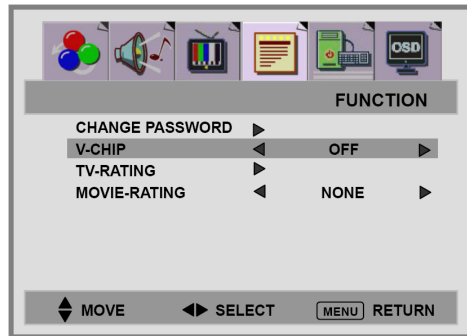 OSD
FUNCTION
CHANGE PASSWORD
V-CHIP OFF
TV-RATING
MOVIE-RATING NONE
MOVE SELECT MENU RETURN